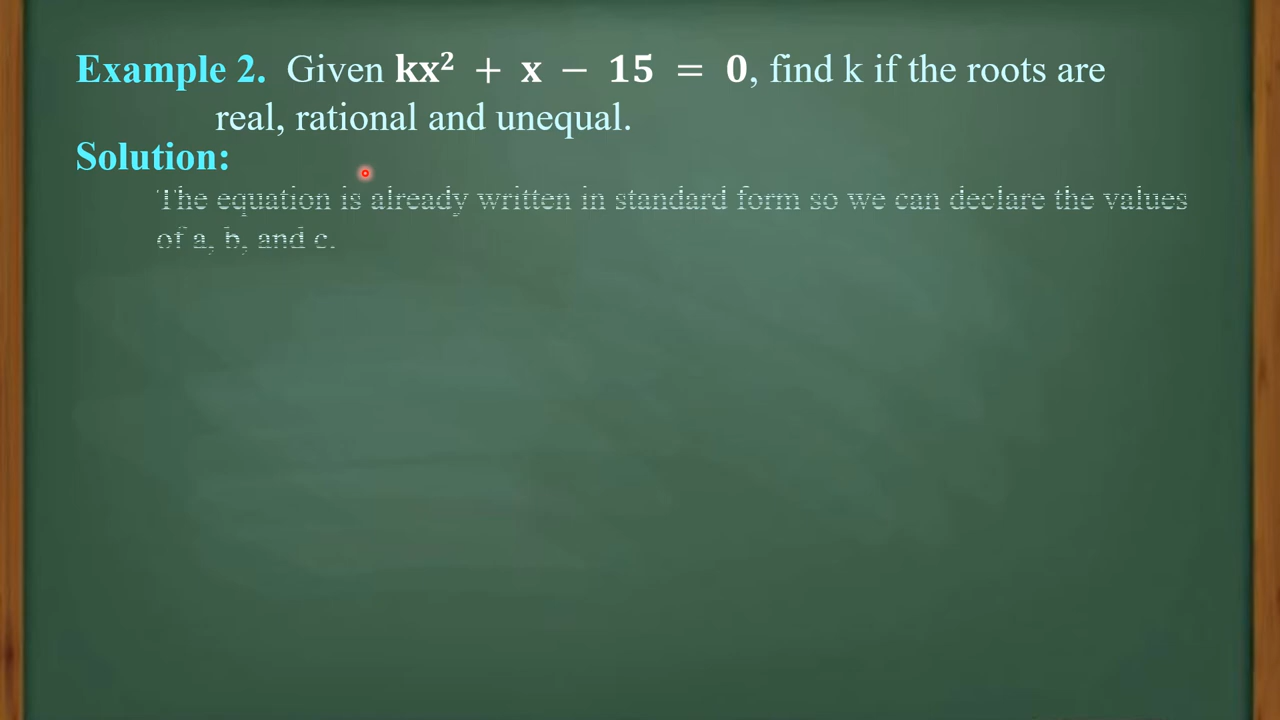 Example 2. Given kx² + x − 15 = 0, find k if the roots are
real, rational and unequal.
Solution:
The equation is already written in standard form so we can declare the values
of a, b, and c.